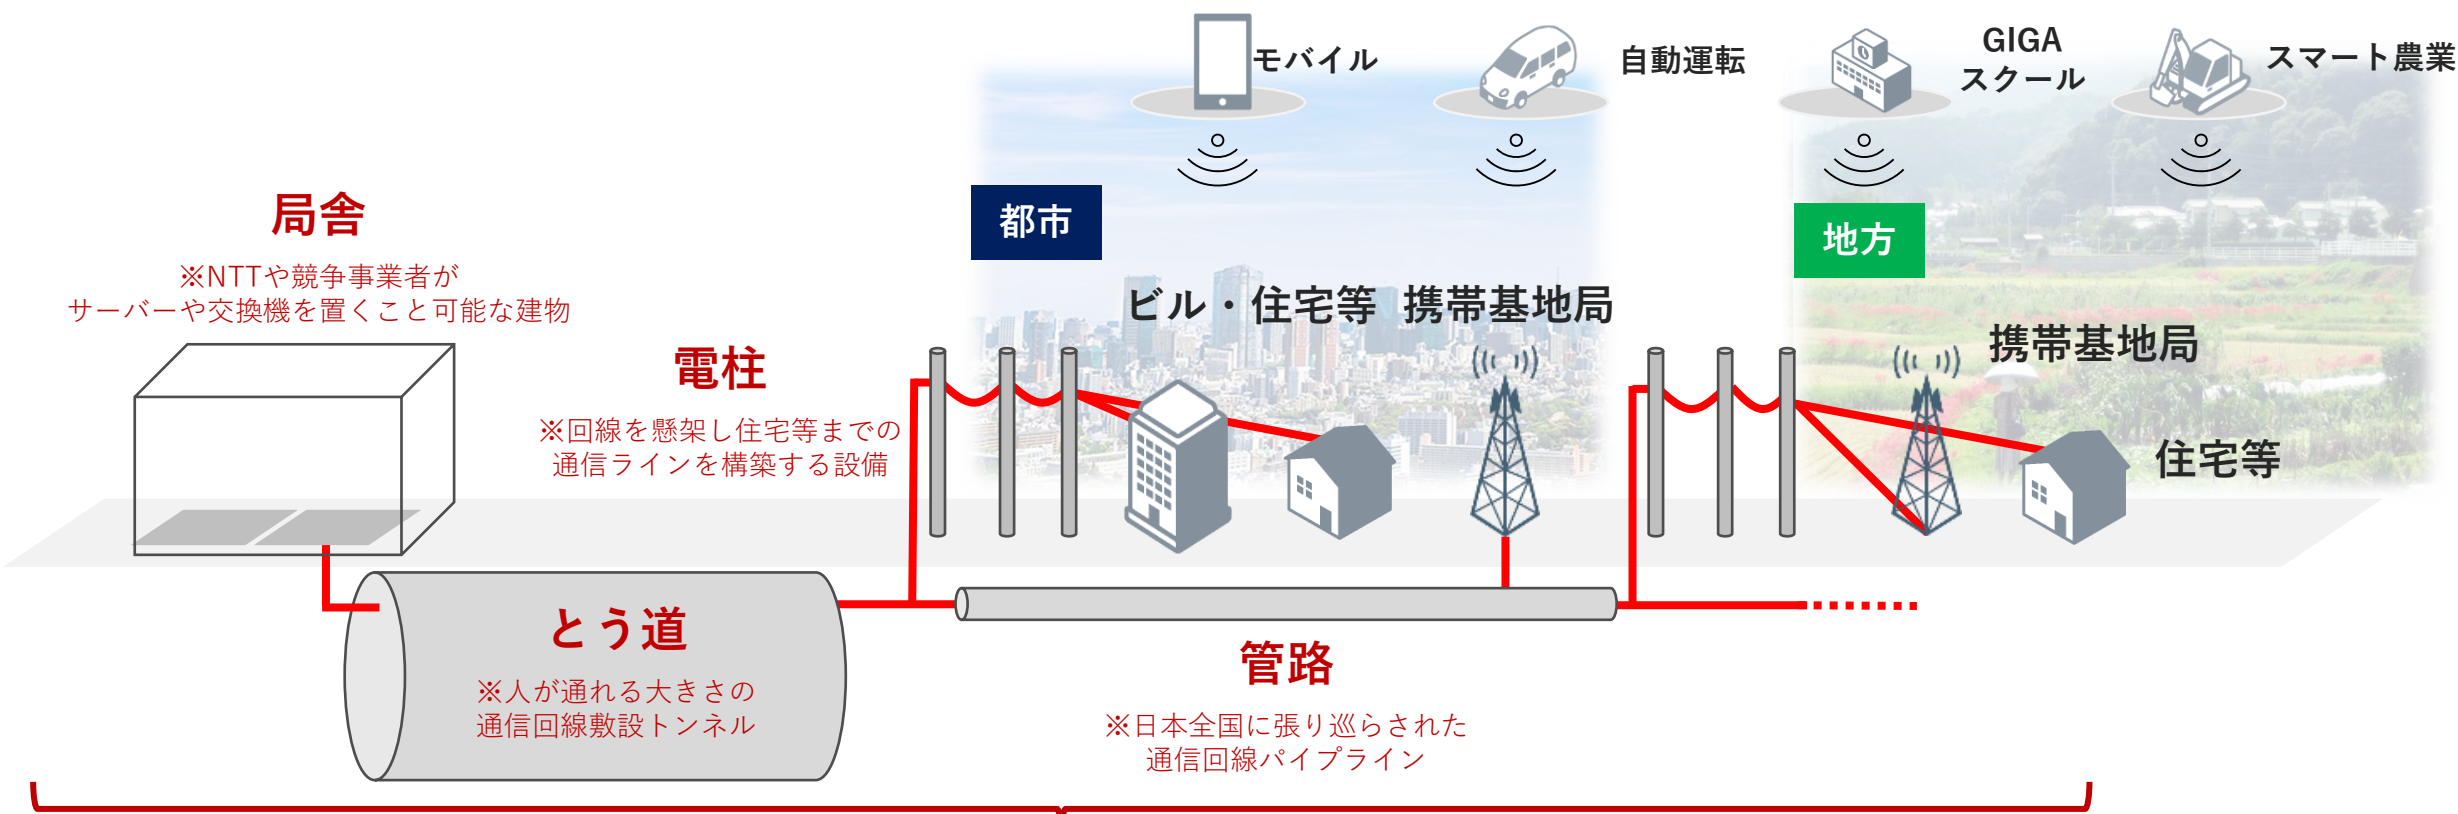 モバイル
自動運転
GIGA
スクール
スマート農業
局舎
※NTTや競争事業者が
サーバーや交換機を置くこと可能な建物
都市
地方
ビル・住宅等
携帯基地局
携帯基地局
電柱
※回線を懸架し住宅等までの
通信ラインを構築する設備
住宅等
とう道
※人が通れる大きさの
通信回線敷設トンネル
管路
※日本全国に張り巡らされた
通信回線パイプライン